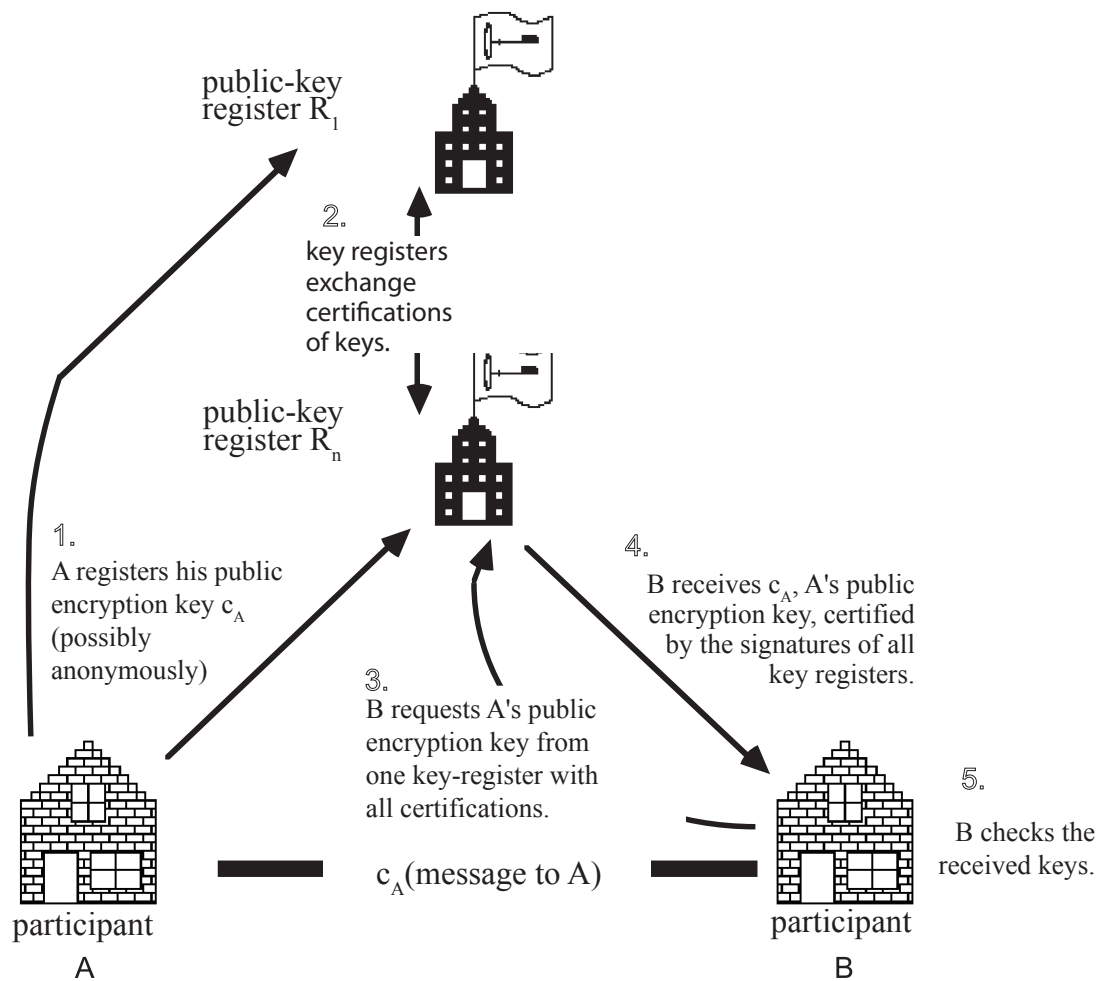 public-key
register R1
2.
key registers
exchange
certifications
of keys.
public-key
register Rn
1.
A registers his public
encryption key cA
(possibly
anonymously)
4.
B receives cA, A's public
encryption key, certified
by the signatures of all
key registers.
3.
B requests A's public
encryption key from
one key-register with
all certifications.
5.
B checks the
received keys.
cA(message to A)
participant
A
participant
B